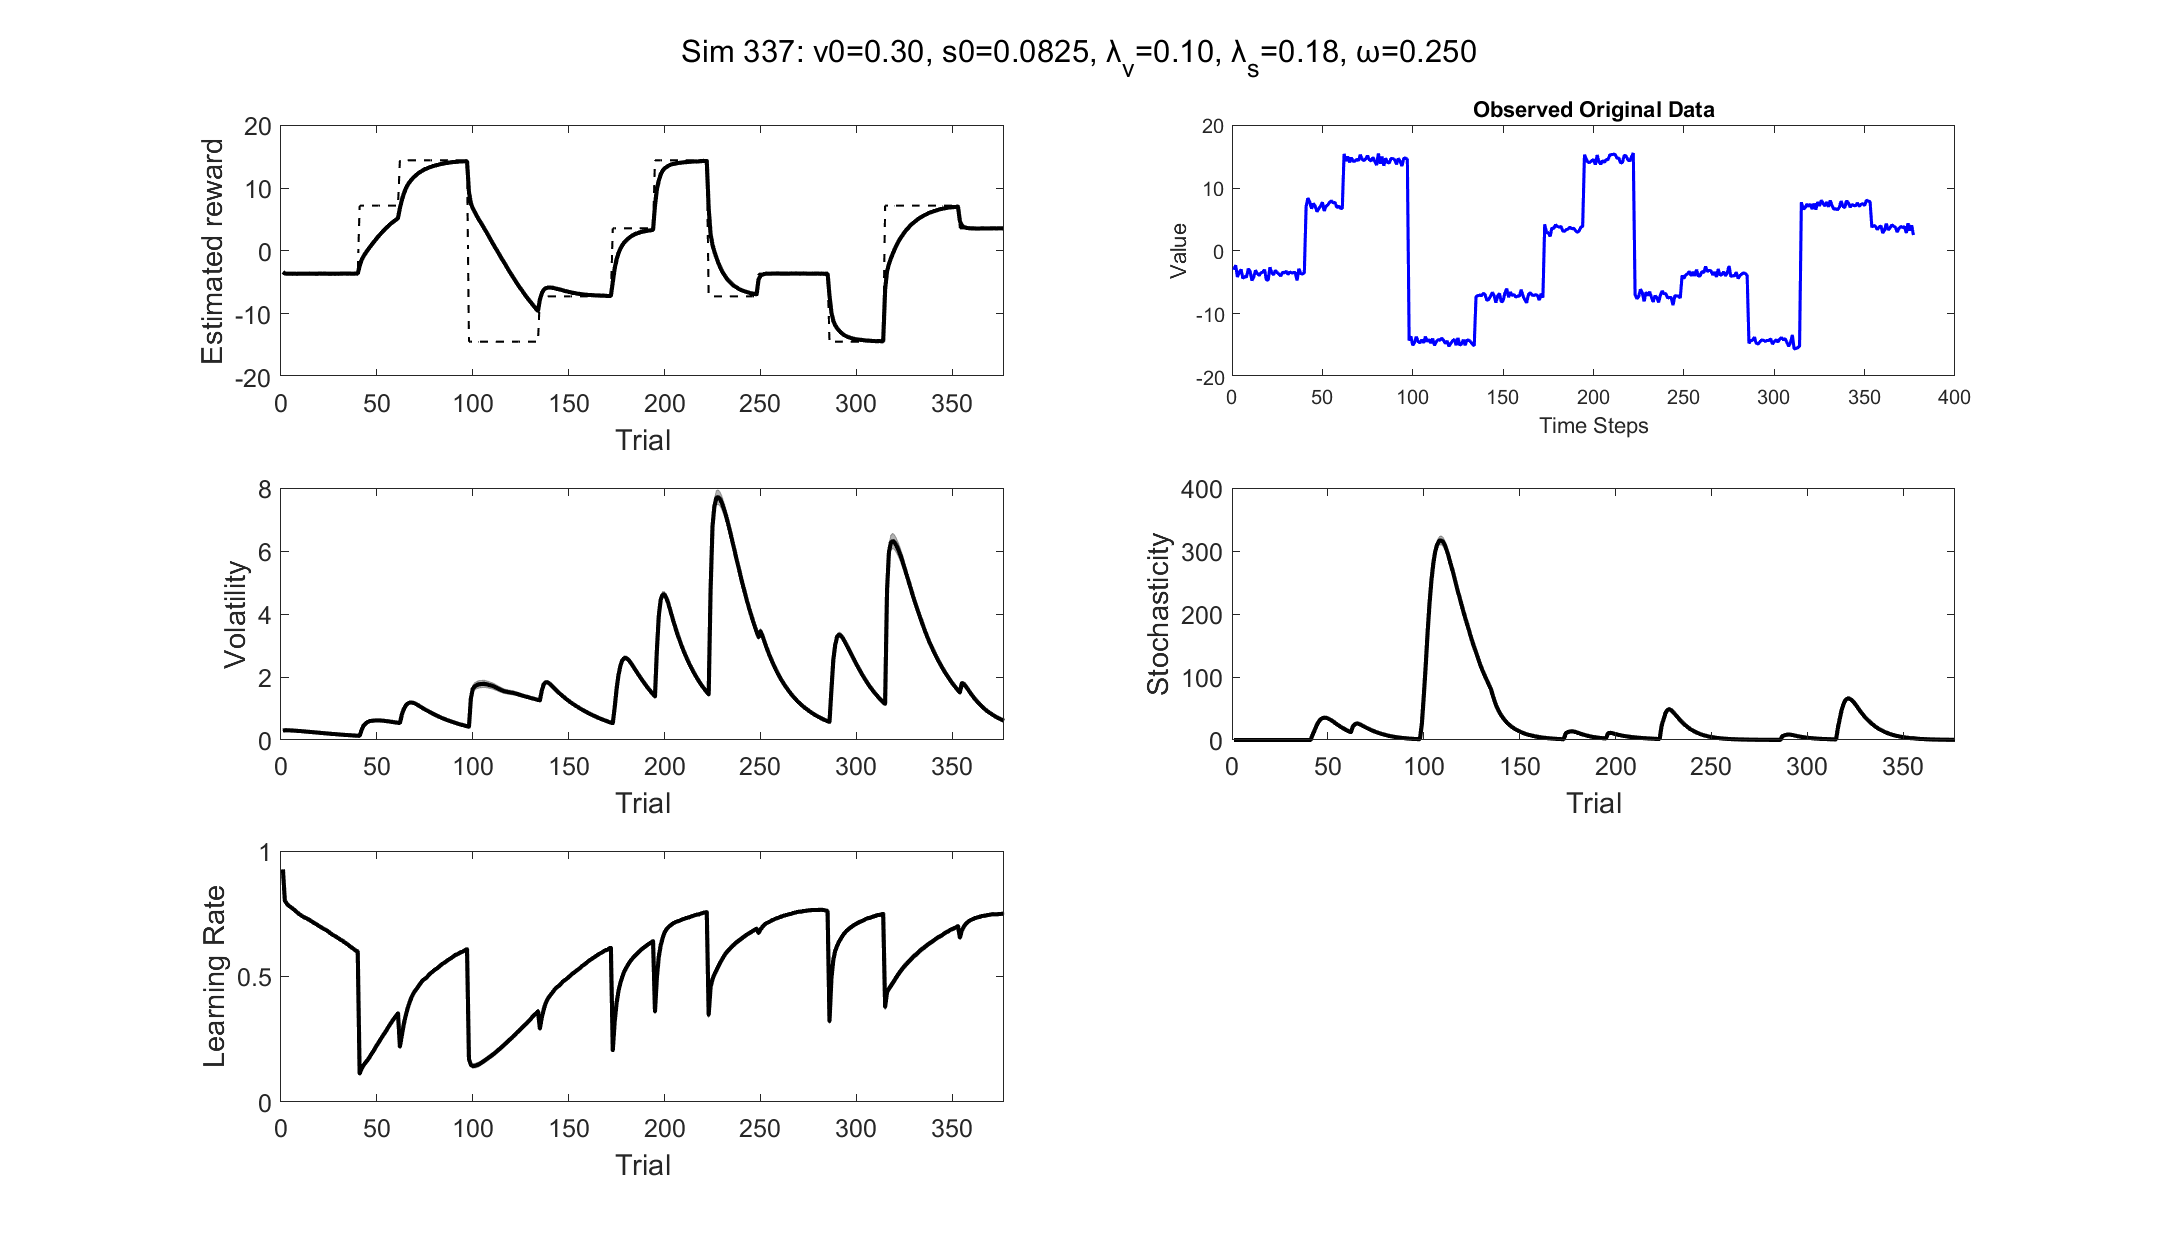 Sim 337: v0=0.30, s0=0.0825, λv=0.10, λs=0.18, ω=0.250
Estimated reward
20
10
0
-10
-20
0 50 100 150 200 250 300 350
Trial
Observed Original Data
Value
20
10
0
-10
-20
0 50 100 150 200 250 300 350 400
Time Steps
Volatility
8
6
4
2
0
0 50 100 150 200 250 300 350
Trial
Stochasticity
400
300
200
100
0
0 50 100 150 200 250 300 350
Trial
Learning Rate
1
0.5
0
0 50 100 150 200 250 300 350
Trial